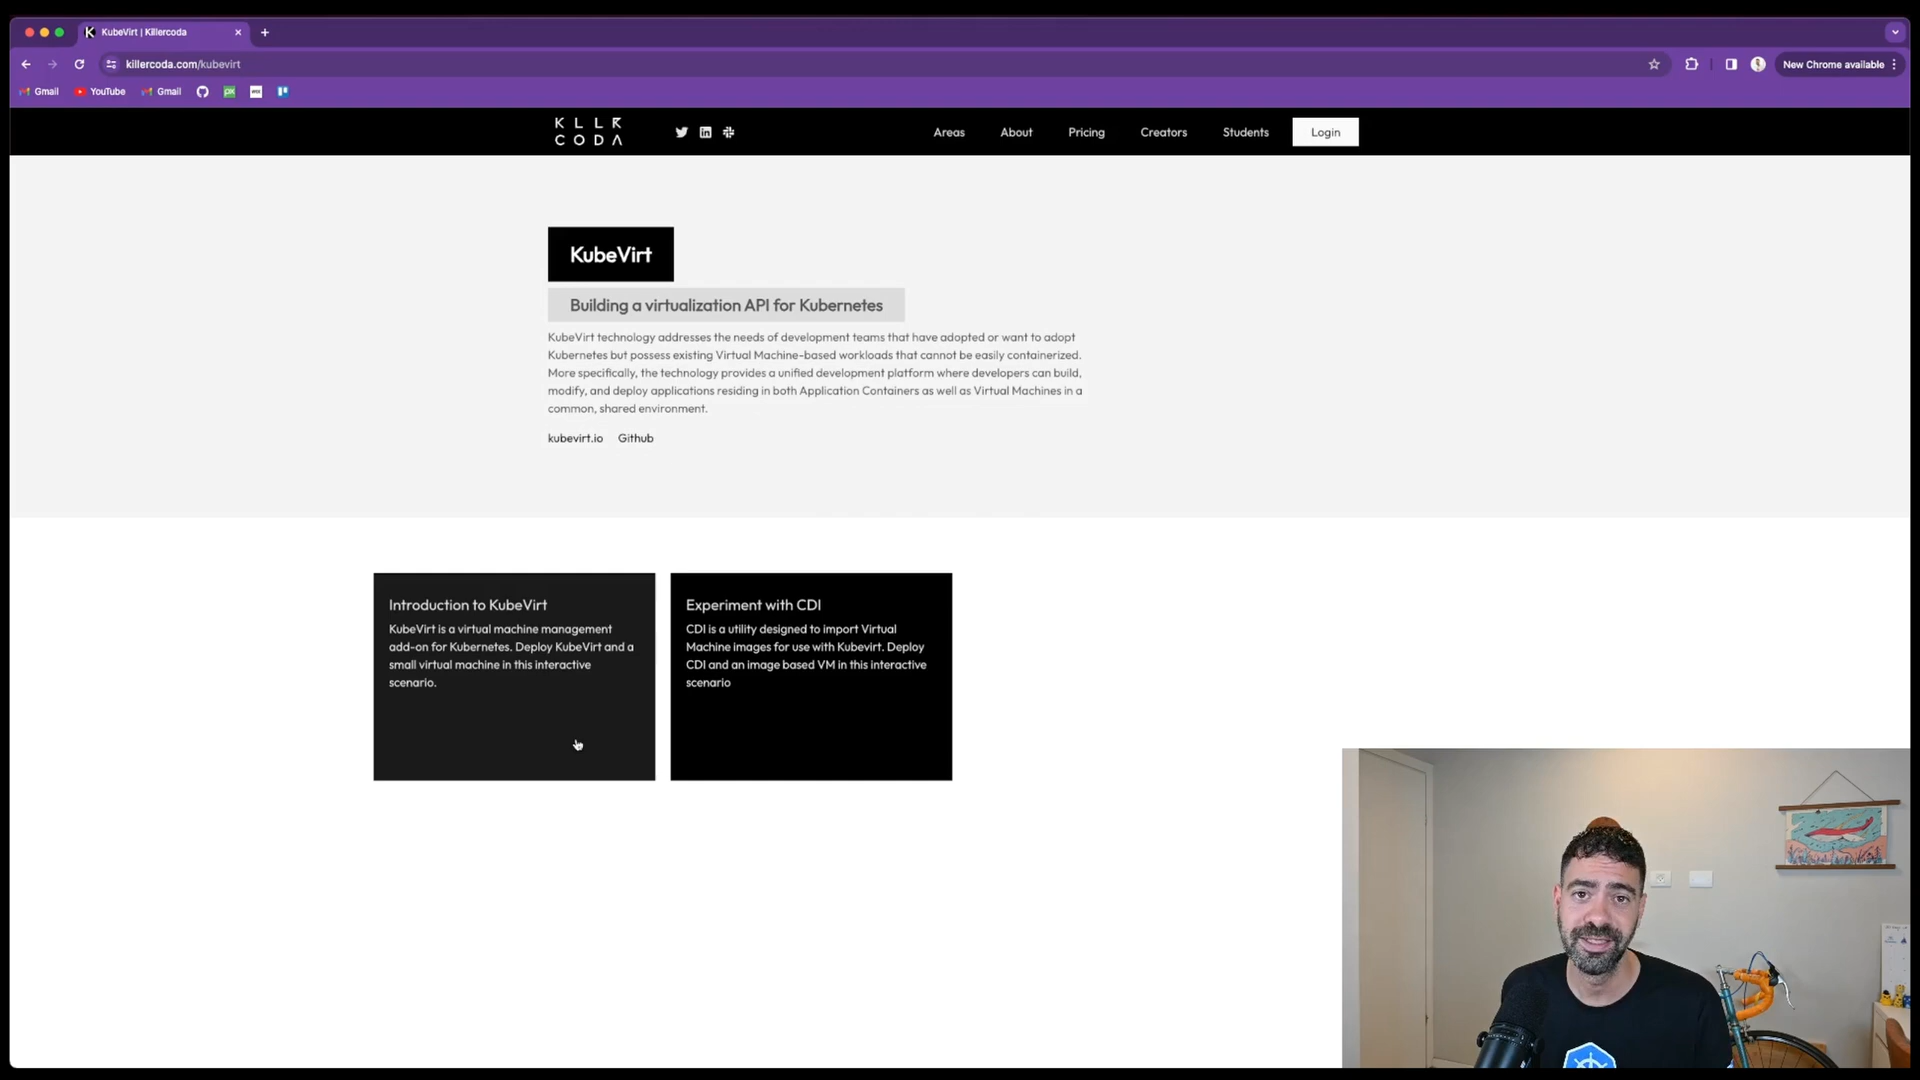 KubeVirt | Killercoda
killercoda.com/kubevirt
New Chrome available
Gmail
YouTube
Gmail
KLLR
CODA
Areas
About
Pricing
Creators
Students
Login
KubeVirt
Building a virtualization API for Kubernetes
KubeVirt technology addresses the needs of development teams that have adopted or want to adopt
Kubernetes but possess existing Virtual Machine-based workloads that cannot be easily containerized.
More specifically, the technology provides a unified development platform where developers can build,
modify, and deploy applications residing in both Application Containers as well as Virtual Machines in a
common, shared environment.
kubevirt.io
Github
Introduction to KubeVirt
KubeVirt is a virtual machine management
add-on for Kubernetes. Deploy KubeVirt and a
small virtual machine in this interactive
scenario.
Experiment with CDI
CDI is a utility designed to import Virtual
Machine images for use with Kubevirt. Deploy
CDI and an image based VM in this interactive
scenario